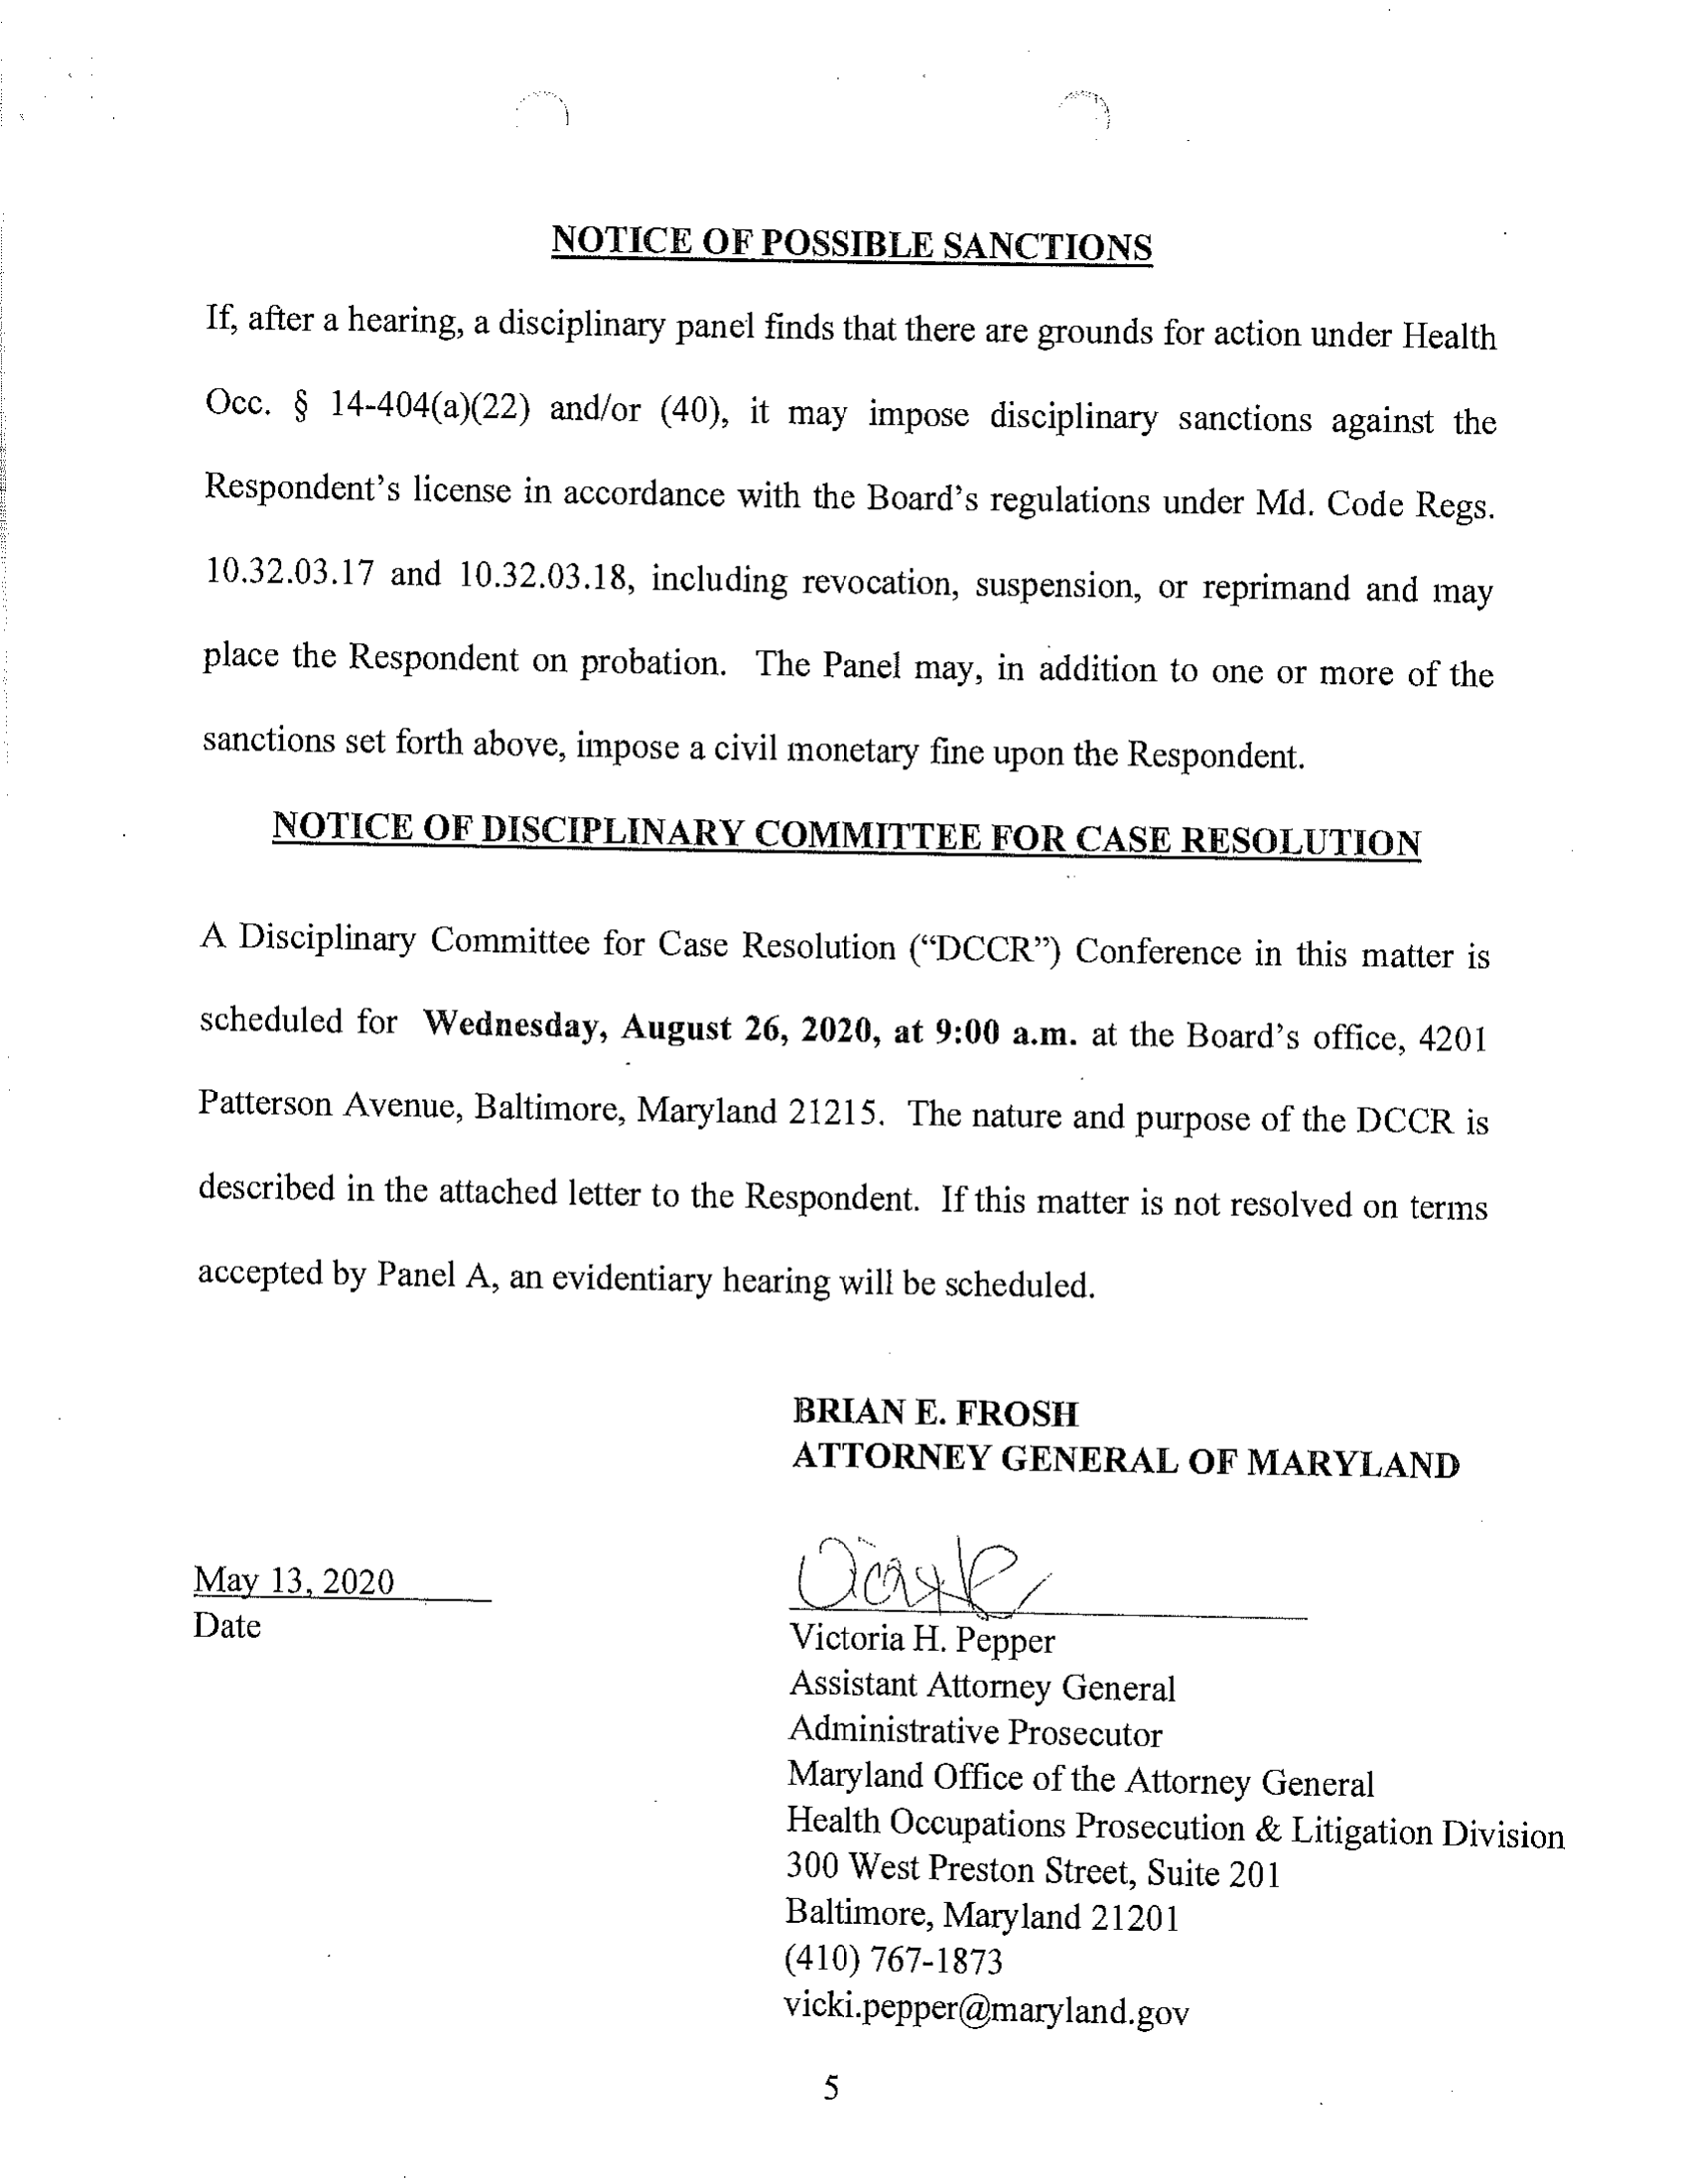 NOTICE OF POSSIBLE SANCTIONS
If, after a hearing, a disciplinary panel finds that there are grounds for action under Health
Occ. § 14-404(a)(22) and/or (40), it may impose disciplinary sanctions against the
Respondent's license in accordance with the Board's regulations under Md. Code Regs.
10.32.03.17 and 10.32.03.18, including revocation, suspension, or reprimand and may
place the Respondent on probation. The Panel may, in addition to one or more of the
sanctions set forth above, impose a civil monetary fine upon the Respondent.
NOTICE OF DISCIPLINARY COMMITTEE FOR CASE RESOLUTION
A Disciplinary Committee for Case Resolution (“DCCR”) Conference in this matter is
scheduled for Wednesday, August 26, 2020, at 9:00 a.m. at the Board's office, 4201
Patterson Avenue, Baltimore, Maryland 21215. The nature and purpose of the DCCR is
described in the attached letter to the Respondent. If this matter is not resolved on terms
accepted by Panel A, an evidentiary hearing will be scheduled.
BRIAN E. FROSH
ATTORNEY GENERAL OF MARYLAND
May 13, 2020
Date
Victoria H. Pepper
Assistant Attorney General
Administrative Prosecutor
Maryland Office of the Attorney General
Health Occupations Prosecution & Litigation Division
300 West Preston Street, Suite 201
Baltimore, Maryland 21201
(410) 767-1873
vicki.pepper@maryland.gov
5